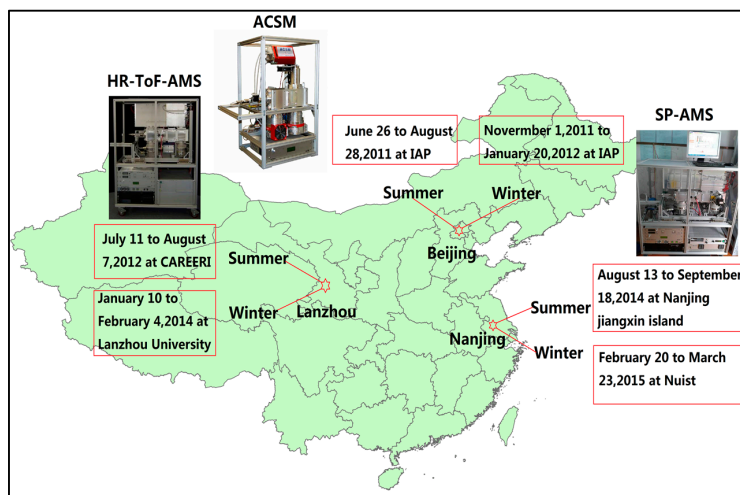 ACSM
HR-ToF-AMS
SP-AMS
June 26 to August
28,2011 at IAP
Novermber 1,2011 to
January 20,2012 at IAP
Summer
Winter
Beijing
July 11 to August
7,2012 at CAREERI
Summer
January 10 to
February 4,2014 at
Lanzhou University
Winter
Lanzhou
August 13 to September
18,2014 at Nanjing
jiangxin island
Summer
Nanjing
Winter
February 20 to March
23,2015 at Nuist